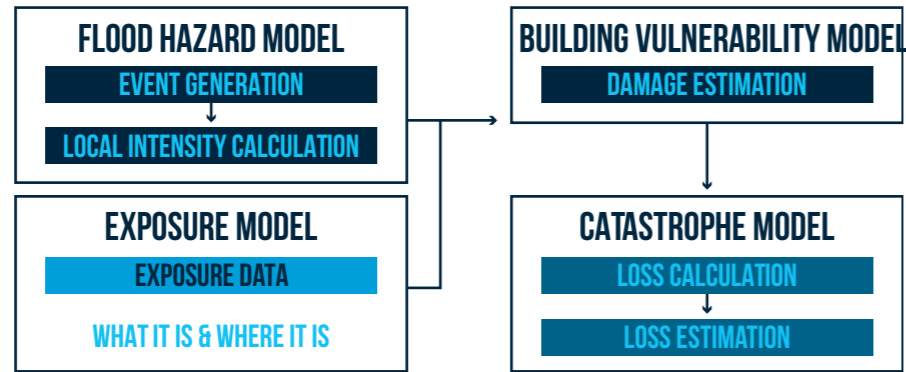 FLOOD HAZARD MODEL
EVENT GENERATION
LOCAL INTENSITY CALCULATION
EXPOSURE MODEL
EXPOSURE DATA
WHAT IT IS & WHERE IT IS
BUILDING VULNERABILITY MODEL
DAMAGE ESTIMATION
CATASTROPHE MODEL
LOSS CALCULATION
LOSS ESTIMATION